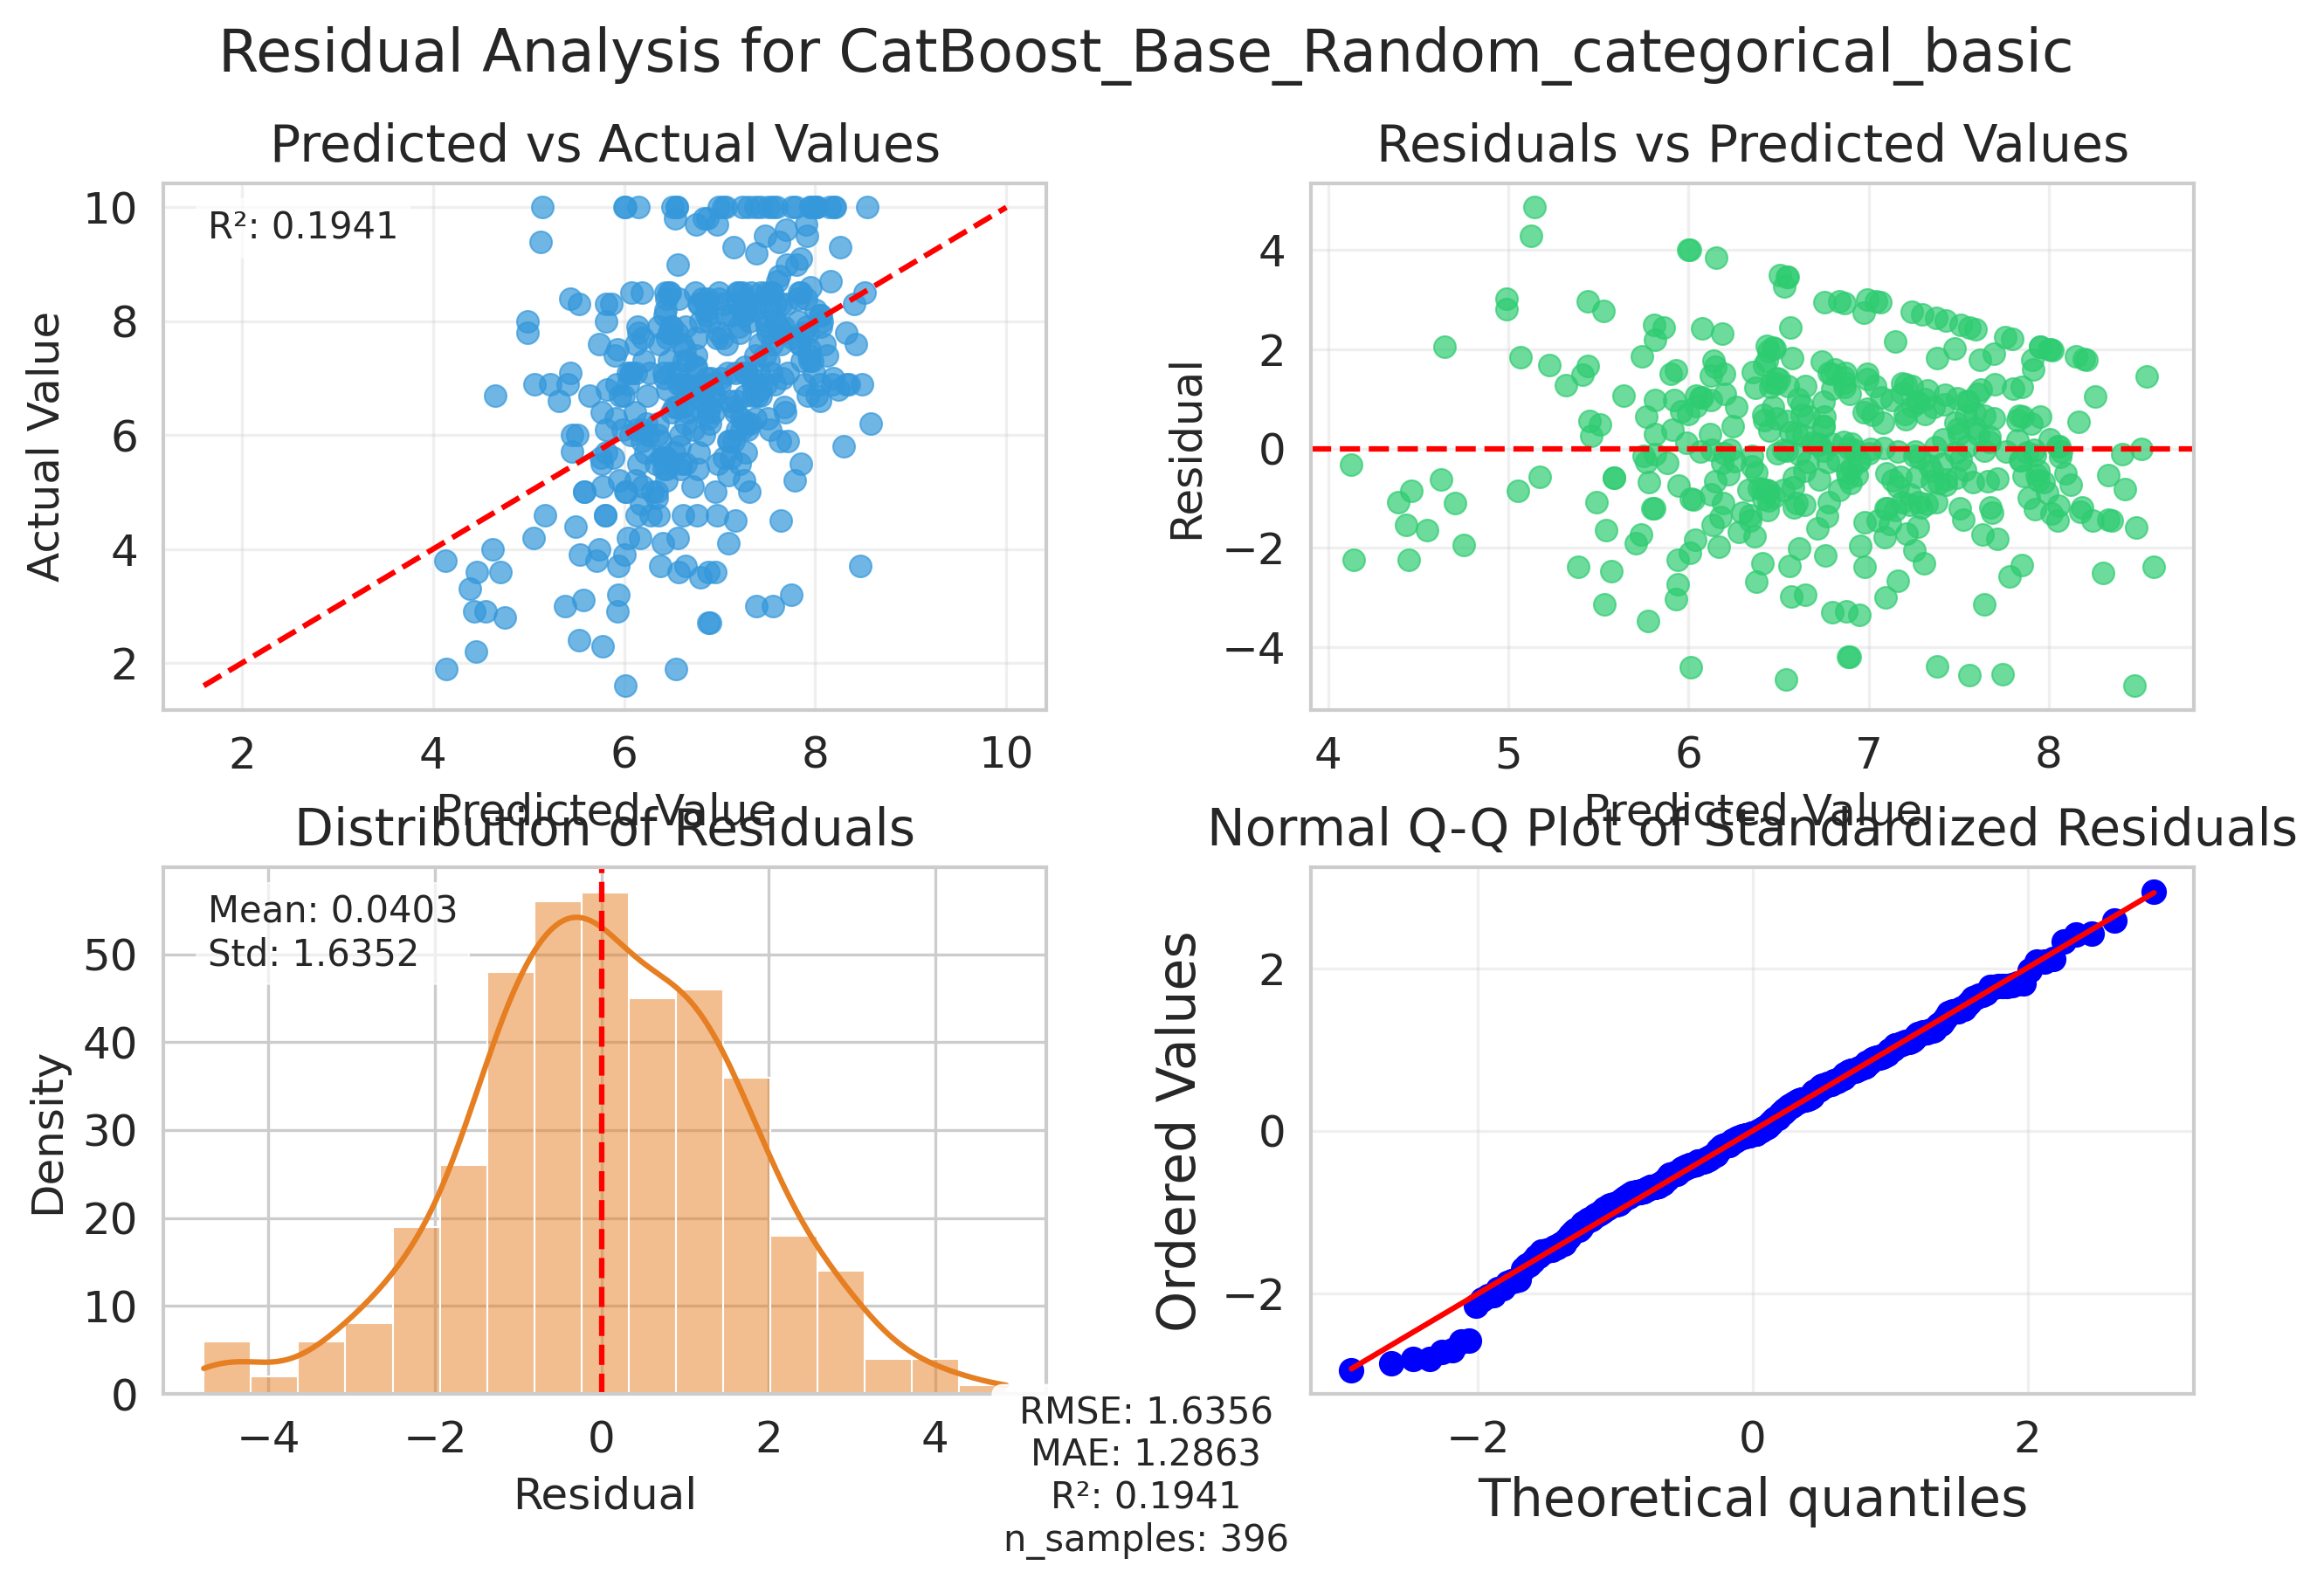 Residual Analysis for CatBoost_Base_Random_categorical_basic
Predicted vs Actual Values
R²: 0.1941
10
8
6
4
2
Actual Value
2
4
6
8
10
Predicted Value
Residuals vs Predicted Values
4
2
0
−2
−4
Residual
4
5
6
7
8
Predicted Value
Distribution of Residuals
Mean: 0.0403
Std: 1.6352
50
40
30
20
10
0
Density
−4
−2
0
2
4
Residual
Normal Q-Q Plot of Standardized Residuals
2
0
−2
Ordered Values
−2
0
2
Theoretical quantiles
RMSE: 1.6356
MAE: 1.2863
R²: 0.1941
n_samples: 396